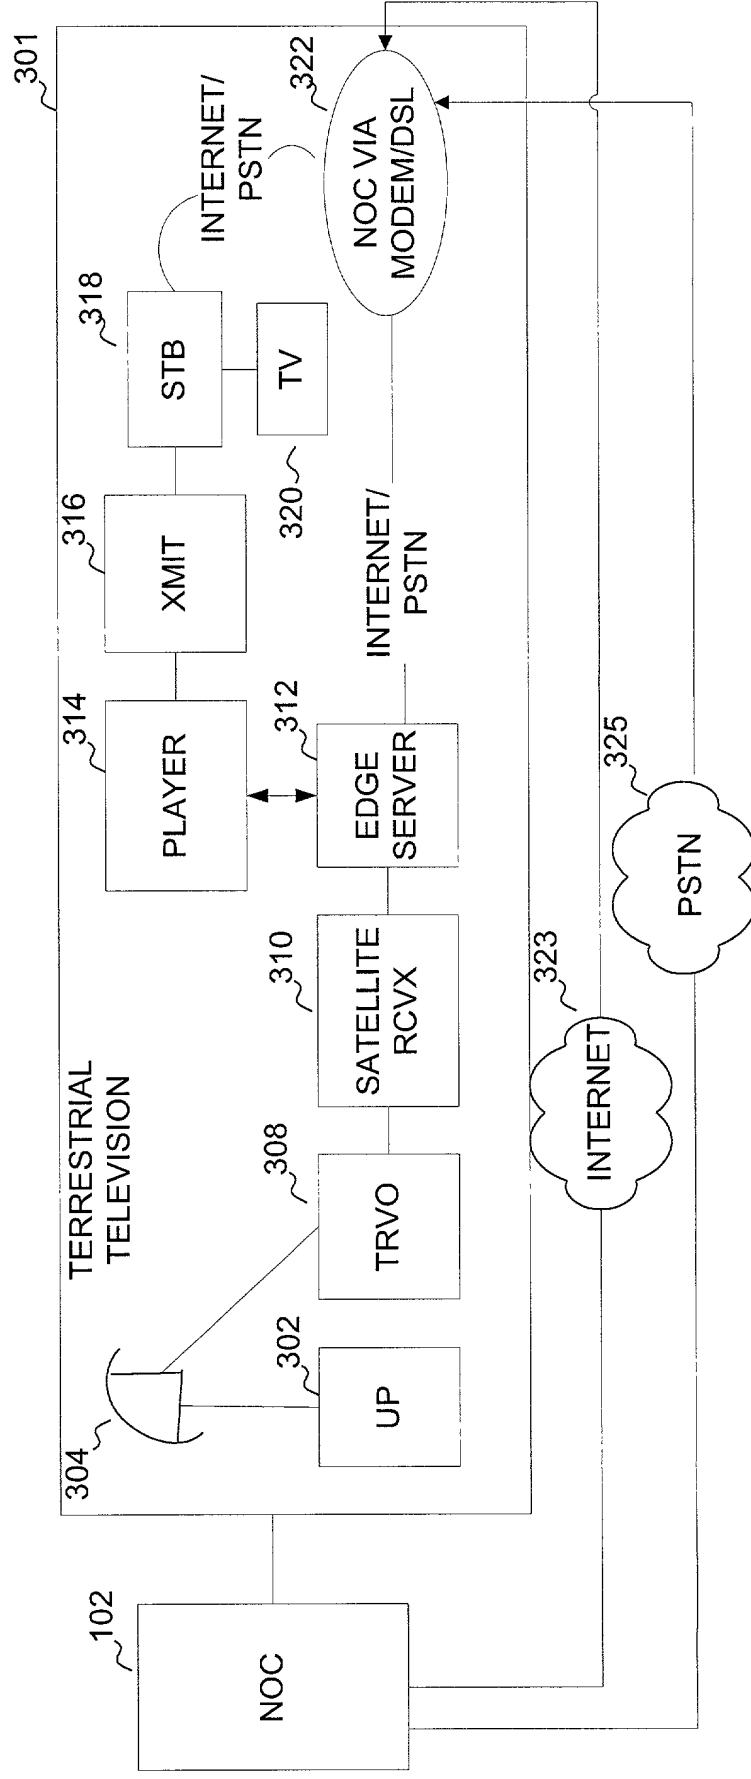 301
TERRESTRIAL
TELEVISION
304
302
UP
308
TRVO
310
SATELLITE
RCVX
312
EDGE
SERVER
314
PLAYER
316
XMIT
318
STB
320
TV
INTERNET/
PSTN
INTERNET/
PSTN
322
NOC VIA
MODEM/DSL
102
NOC
323
INTERNET
325
PSTN